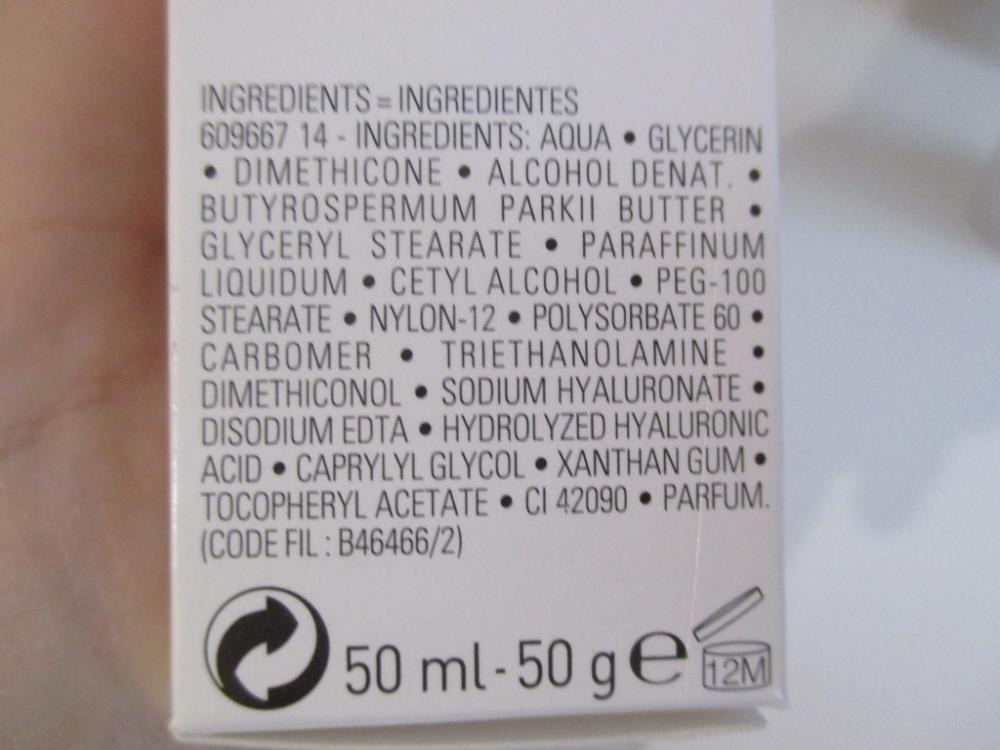 INGREDIENTS = INGREDIENTES
609667 14 - INGREDIENTS: AQUA • GLYCERIN
• DIMETHICONE • ALCOHOL DENAT. •
BUTYROSPERMUM PARKII BUTTER •
GLYCERYL STEARATE • PARAFFINUM
LIQUIDUM • CETYL ALCOHOL • PEG-100
STEARATE • NYLON-12 • POLYSORBATE 60 •
CARBOMER • TRIETHANOLAMINE •
DIMETHICONOL • SODIUM HYALURONATE •
DISODIUM EDTA • HYDROLYZED HYALURONIC
ACID • CAPRYLYL GLYCOL • XANTHAN GUM •
TOCOPHERYL ACETATE • CI 42090 • PARFUM.
(CODE FIL : B46466/2)
50 ml - 50 g e 12M